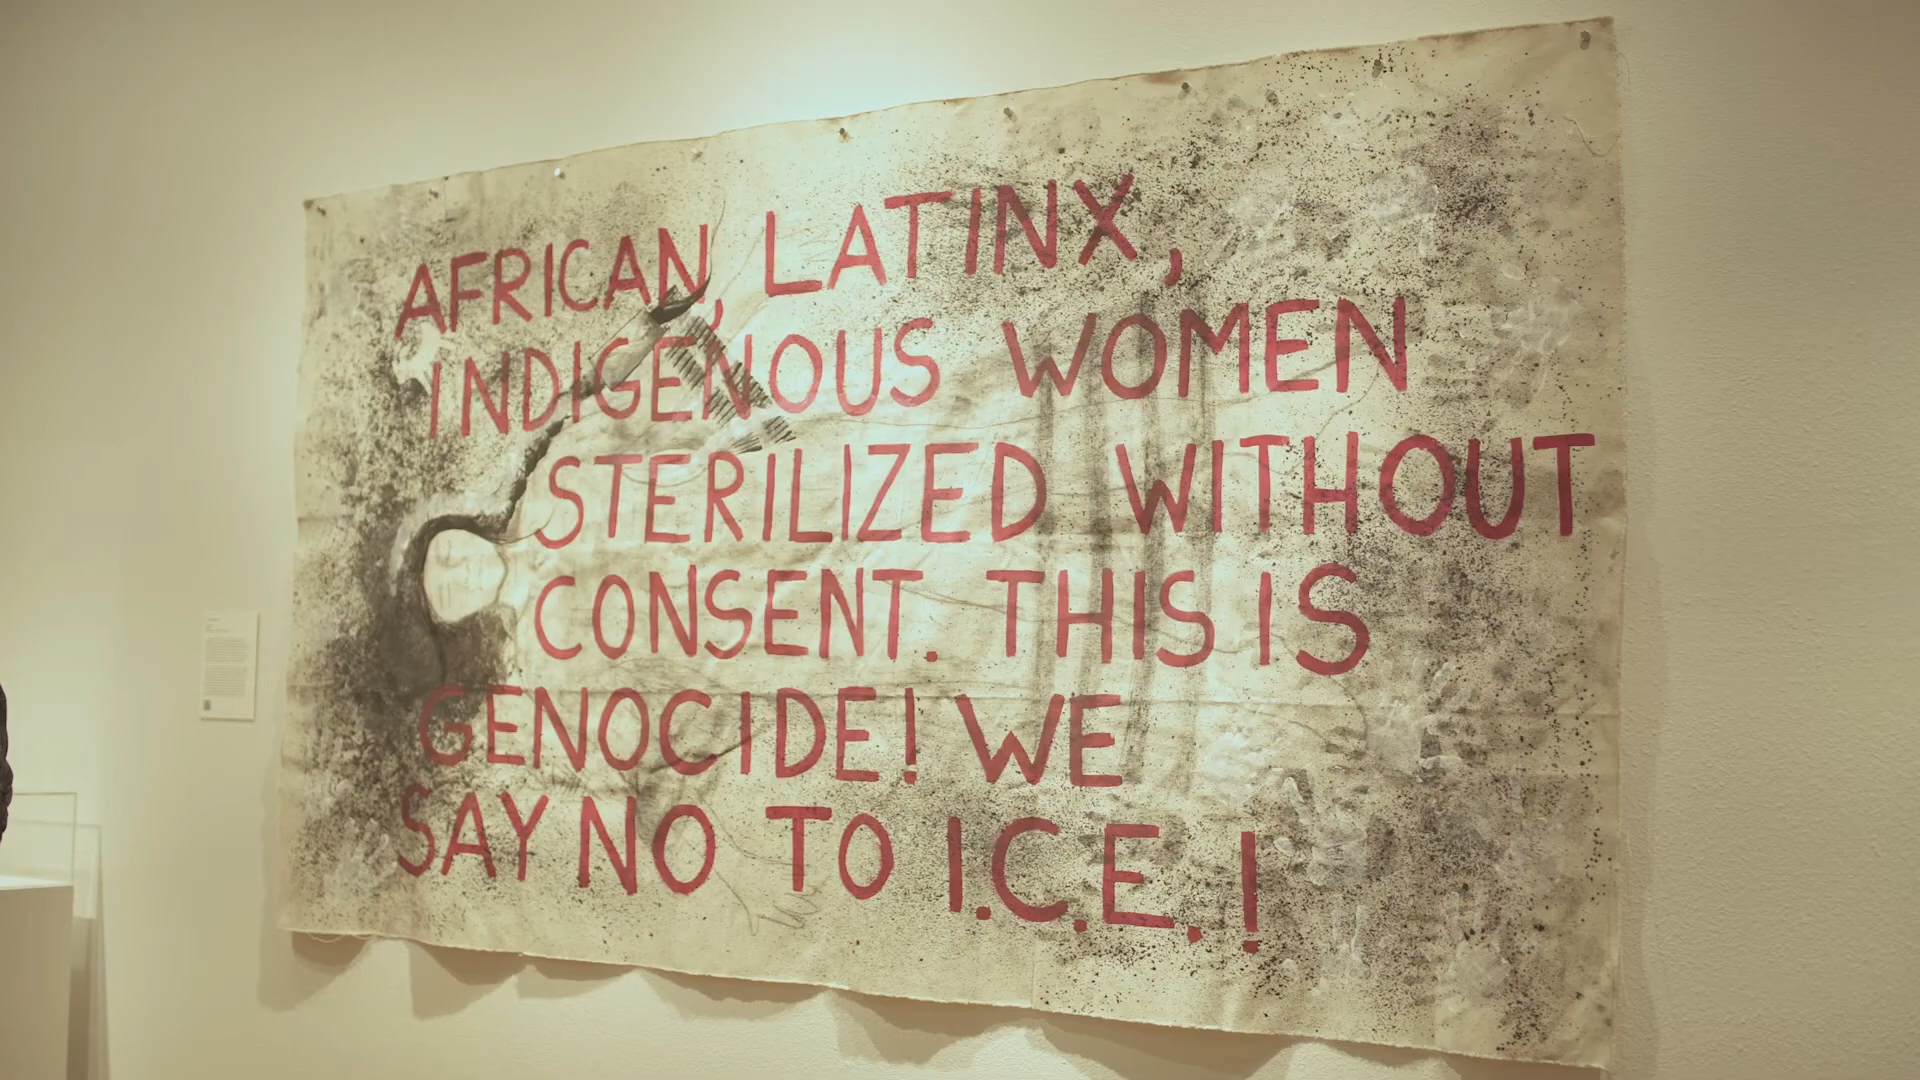 AFRICAN, LATINX,
INDIGENOUS WOMEN
STERILIZED WITHOUT
CONSENT. THIS IS
GENOCIDE! WE
SAY NO TO I.C.E.!